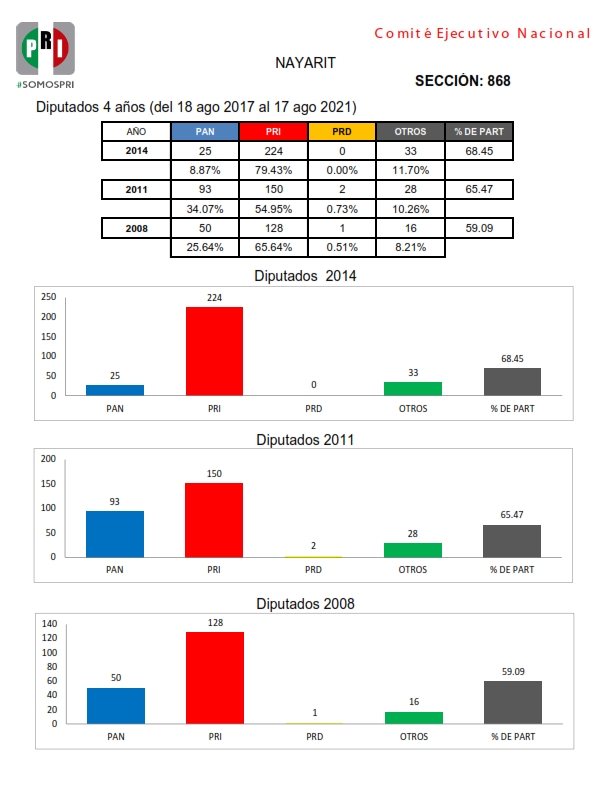 Comité Ejecutivo Nacional
PRI
#SOMOSPRI
NAYARIT
SECCIÓN: 868
Diputados 4 años (del 18 ago 2017 al 17 ago 2021)
AÑO PAN PRI PRD OTROS % DE PART
2014 25 224 0 33 68.45
8.87% 79.43% 0.00% 11.70%
2011 93 150 2 28 65.47
34.07% 54.95% 0.73% 10.26%
2008 50 128 1 16 59.09
25.64% 65.64% 0.51% 8.21%
Diputados 2014
250
200
150
100
50
0
25 224 0 33 68.45
PAN PRI PRD OTROS % DE PART
Diputados 2011
200
150
100
50
0
93 150 2 28 65.47
PAN PRI PRD OTROS % DE PART
Diputados 2008
140
120
100
80
60
40
20
0
50 128 1 16 59.09
PAN PRI PRD OTROS % DE PART